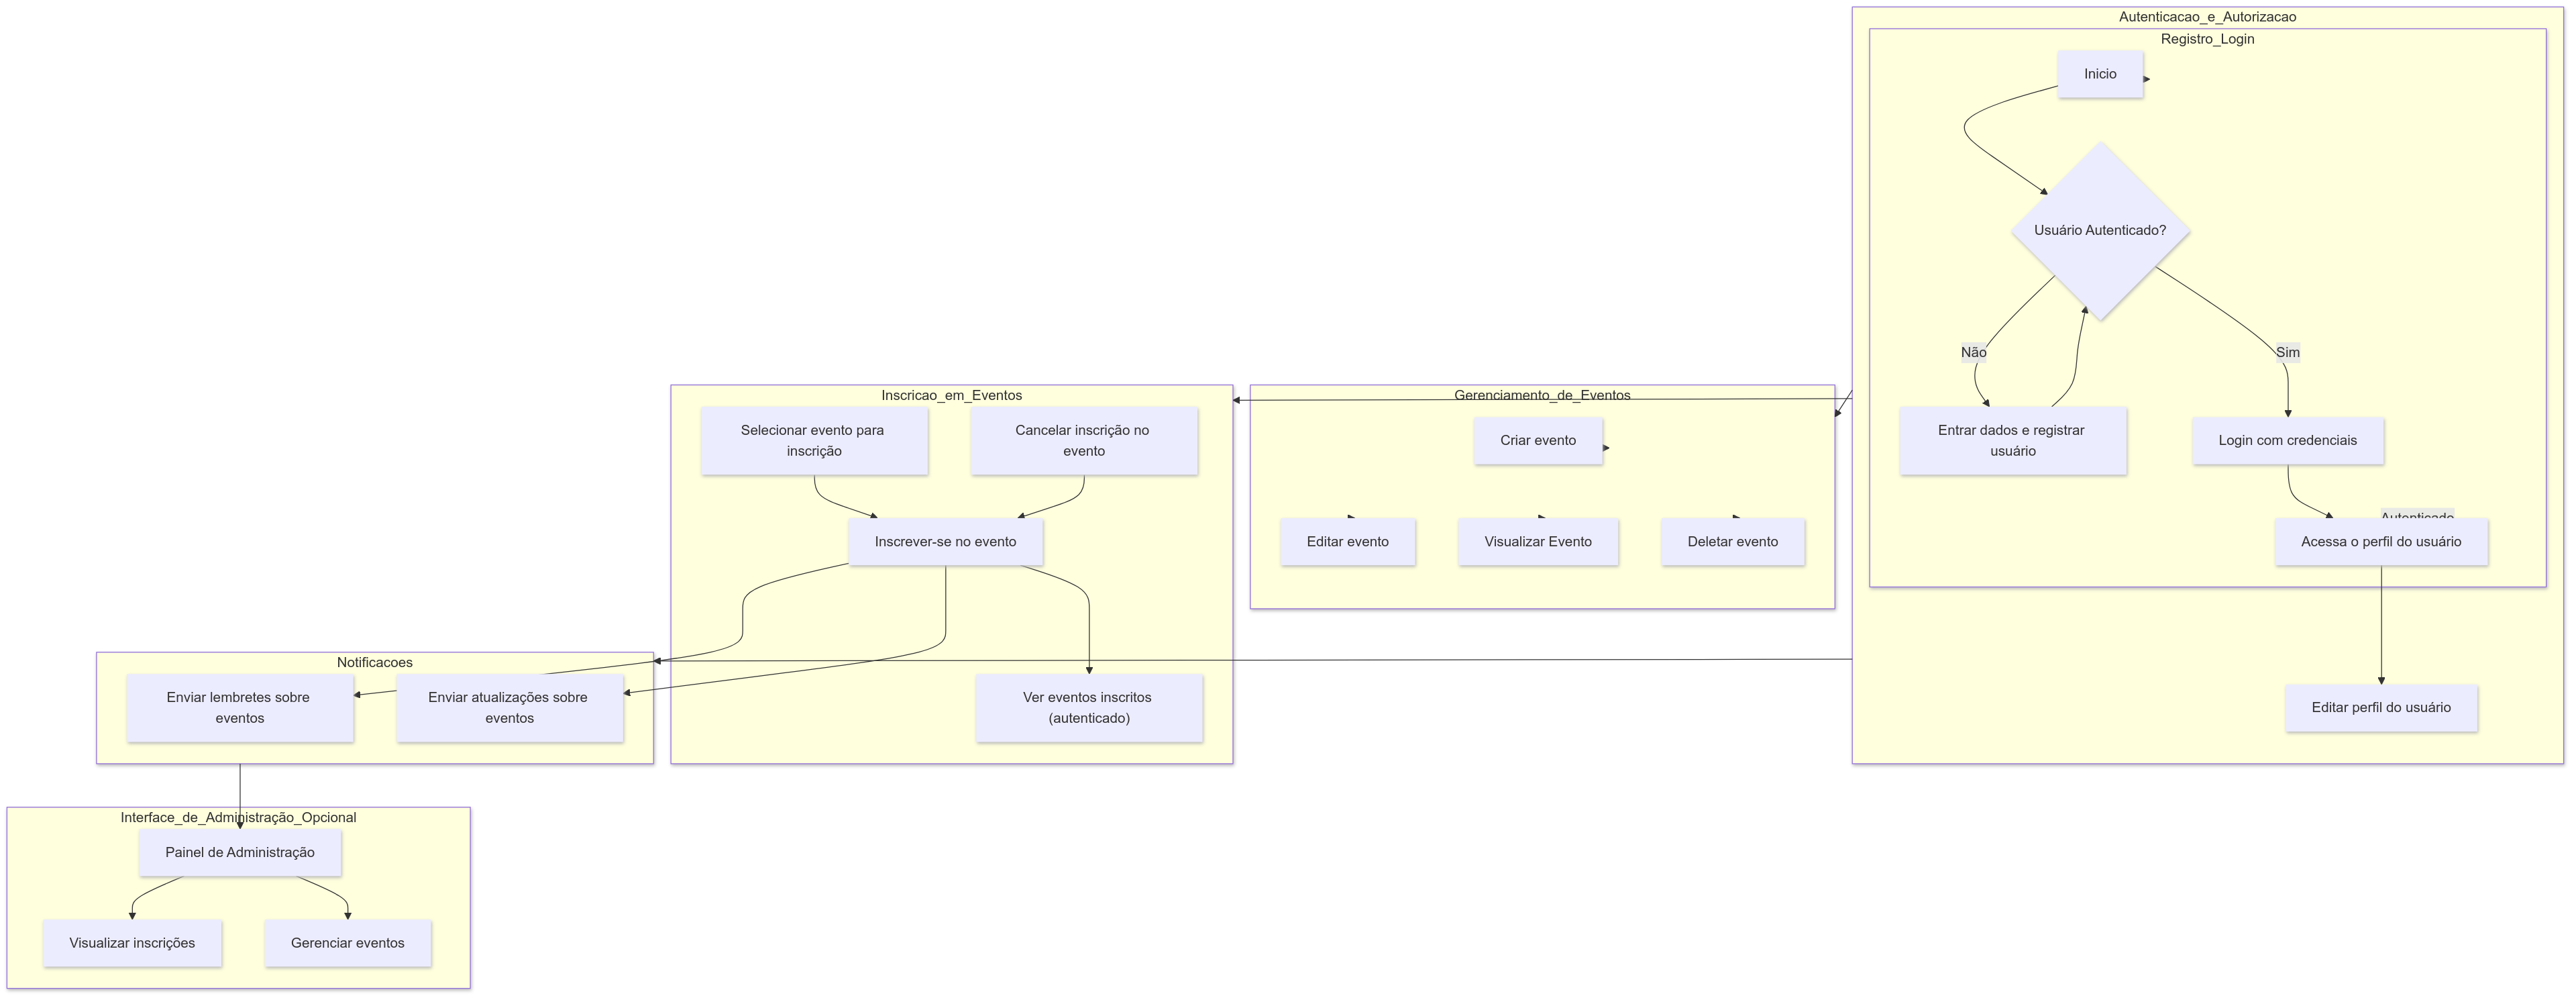 Autenticacao_e_Autorizacao
Registro_Login
Inicio
Usuário Autenticado?
Não
Sim
Entrar dados e registrar
usuário
Login com credenciais
Autenticado
Acessa o perfil do usuário
Editar perfil do usuário
Gerenciamento_de_Eventos
Criar evento
Editar evento
Visualizar Evento
Deletar evento
Inscricao_em_Eventos
Selecionar evento para
inscrição
Cancelar inscrição no
evento
Inscrever-se no evento
Ver eventos inscritos
(autenticado)
Notificacoes
Enviar lembretes sobre
eventos
Enviar atualizações sobre
eventos
Interface_de_Administração_Opcional
Painel de Administração
Visualizar inscrições
Gerenciar eventos